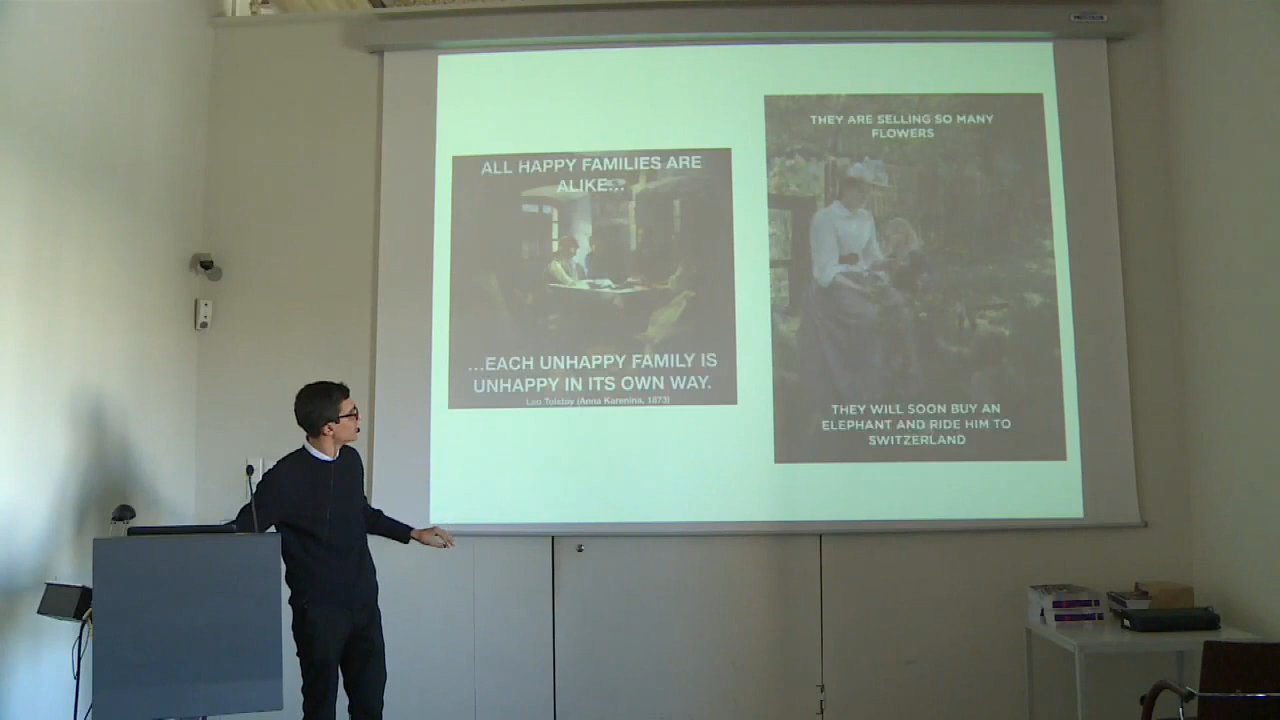 ALL HAPPY FAMILIES ARE
ALIKE...
...EACH UNHAPPY FAMILY IS
UNHAPPY IN ITS OWN WAY.
Leo Tolstoy (Anna Karenina, 1873)
THEY ARE SELLING SO MANY
FLOWERS
THEY WILL SOON BUY AN
ELEPHANT AND RIDE HIM TO
SWITZERLAND